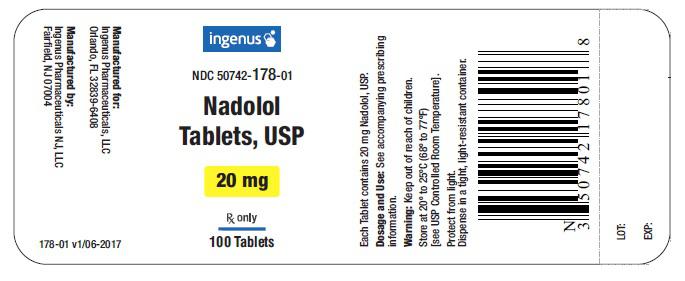 Manufactured for:
Ingenus Pharmaceuticals, LLC
Orlando, FL 32839-6408
Manufactured by:
Ingenus Pharmaceuticals NJ, LLC
Fairfield, NJ 07004
ingenus
NDC 50742-178-01
Nadolol
Tablets, USP
20 mg
Rx only
100 Tablets
178-01 v1/06-2017
Each Tablet contains 20 mg Nadolol, USP.
Dosage and Use: See accompanying prescribing
information.
Warning: Keep out of reach of children.
Store at 20° to 25°C (68° to 77°F)
[see USP Controlled Room Temperature].
Protect from light.
Dispense in a tight, light-resistant container.
N
3 50742 17801 8
LOT:
EXP: